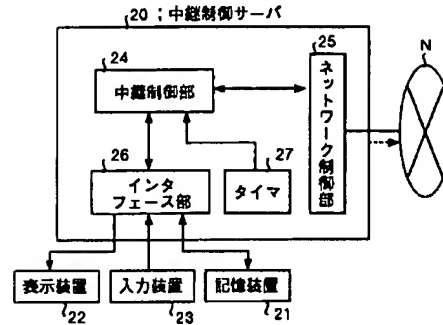 20;中継制御サーバ
24
中継制御部
25
ネットワーク制御部
N
26
インタ
フェース部
27
タイマ
表示装置
22
入力装置
23
記憶装置
21